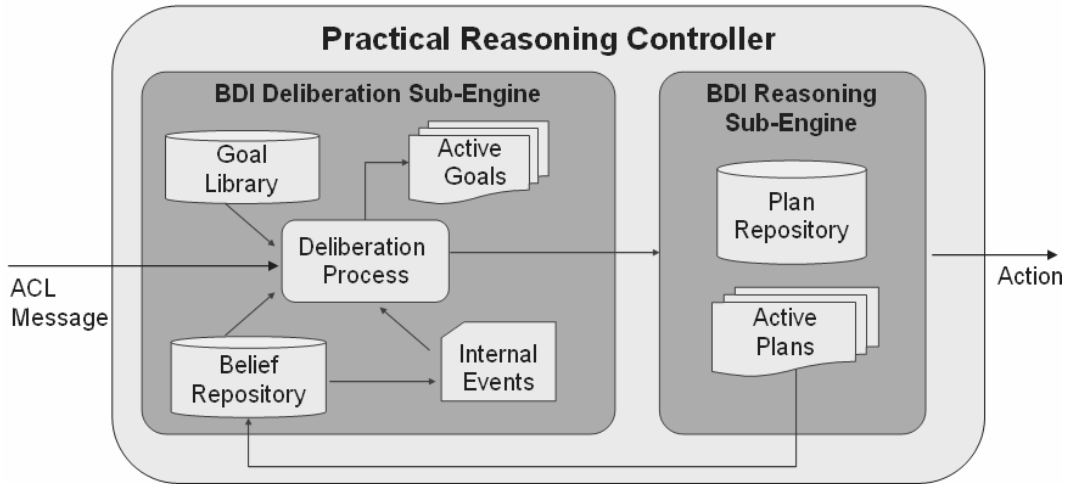 Practical Reasoning Controller
BDI Deliberation Sub-Engine
Goal
Library
Active
Goals
Deliberation
Process
ACL
Message
Belief
Repository
Internal
Events
BDI Reasoning
Sub-Engine
Plan
Repository
Active
Plans
Action